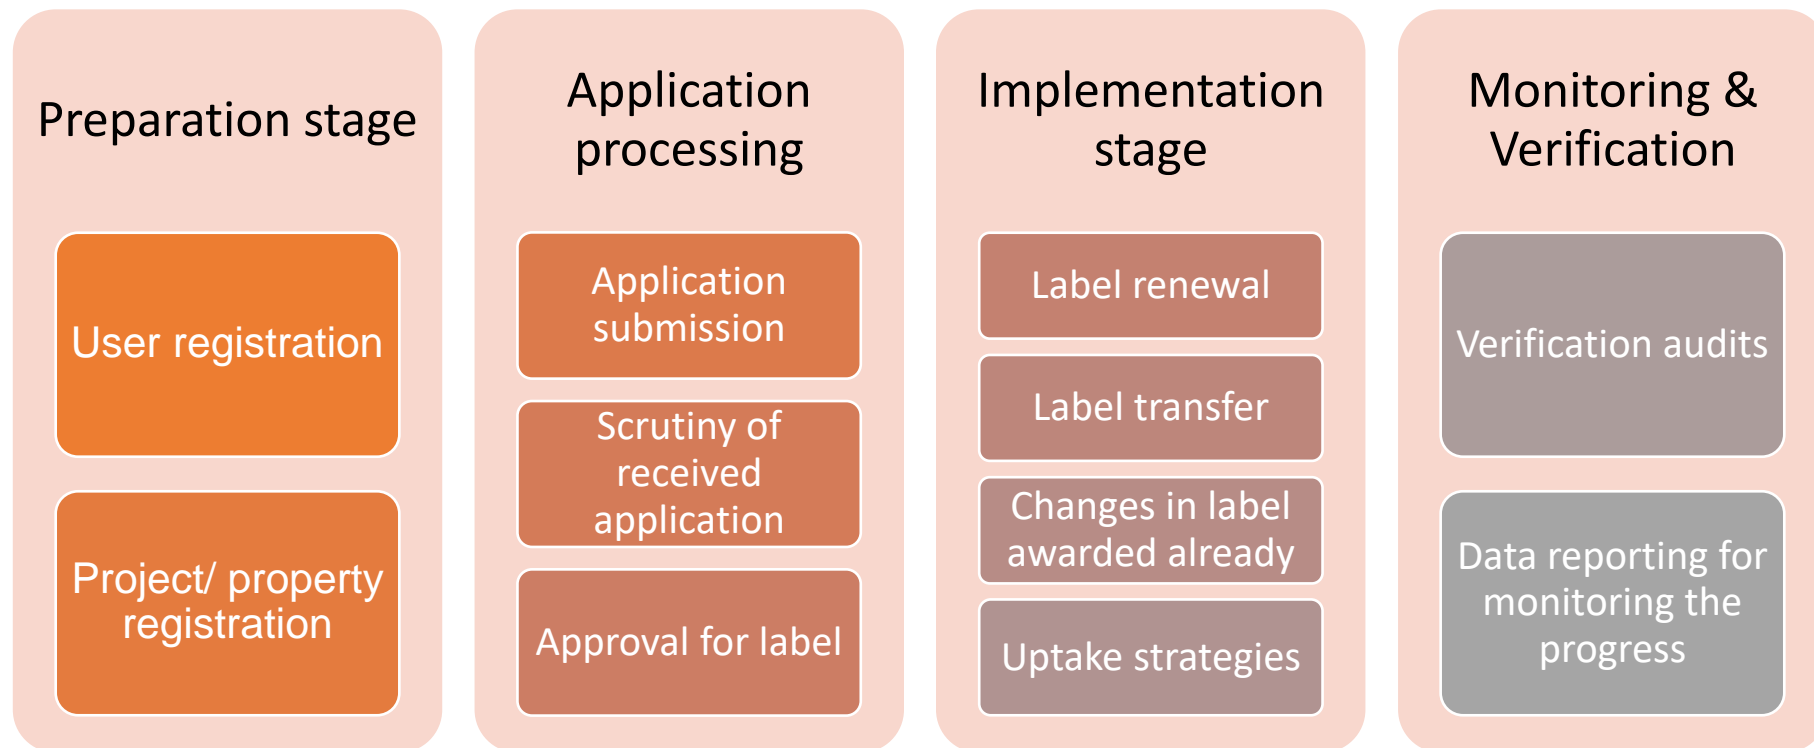 Preparation stage
User registration
Project/ property
registration
Application
processing
Application
submission
Scrutiny of
received
application
Approval for label
Implementation
stage
Label renewal
Label transfer
Changes in label
awarded already
Uptake strategies
Monitoring &
Verification
Verification audits
Data reporting for
monitoring the
progress